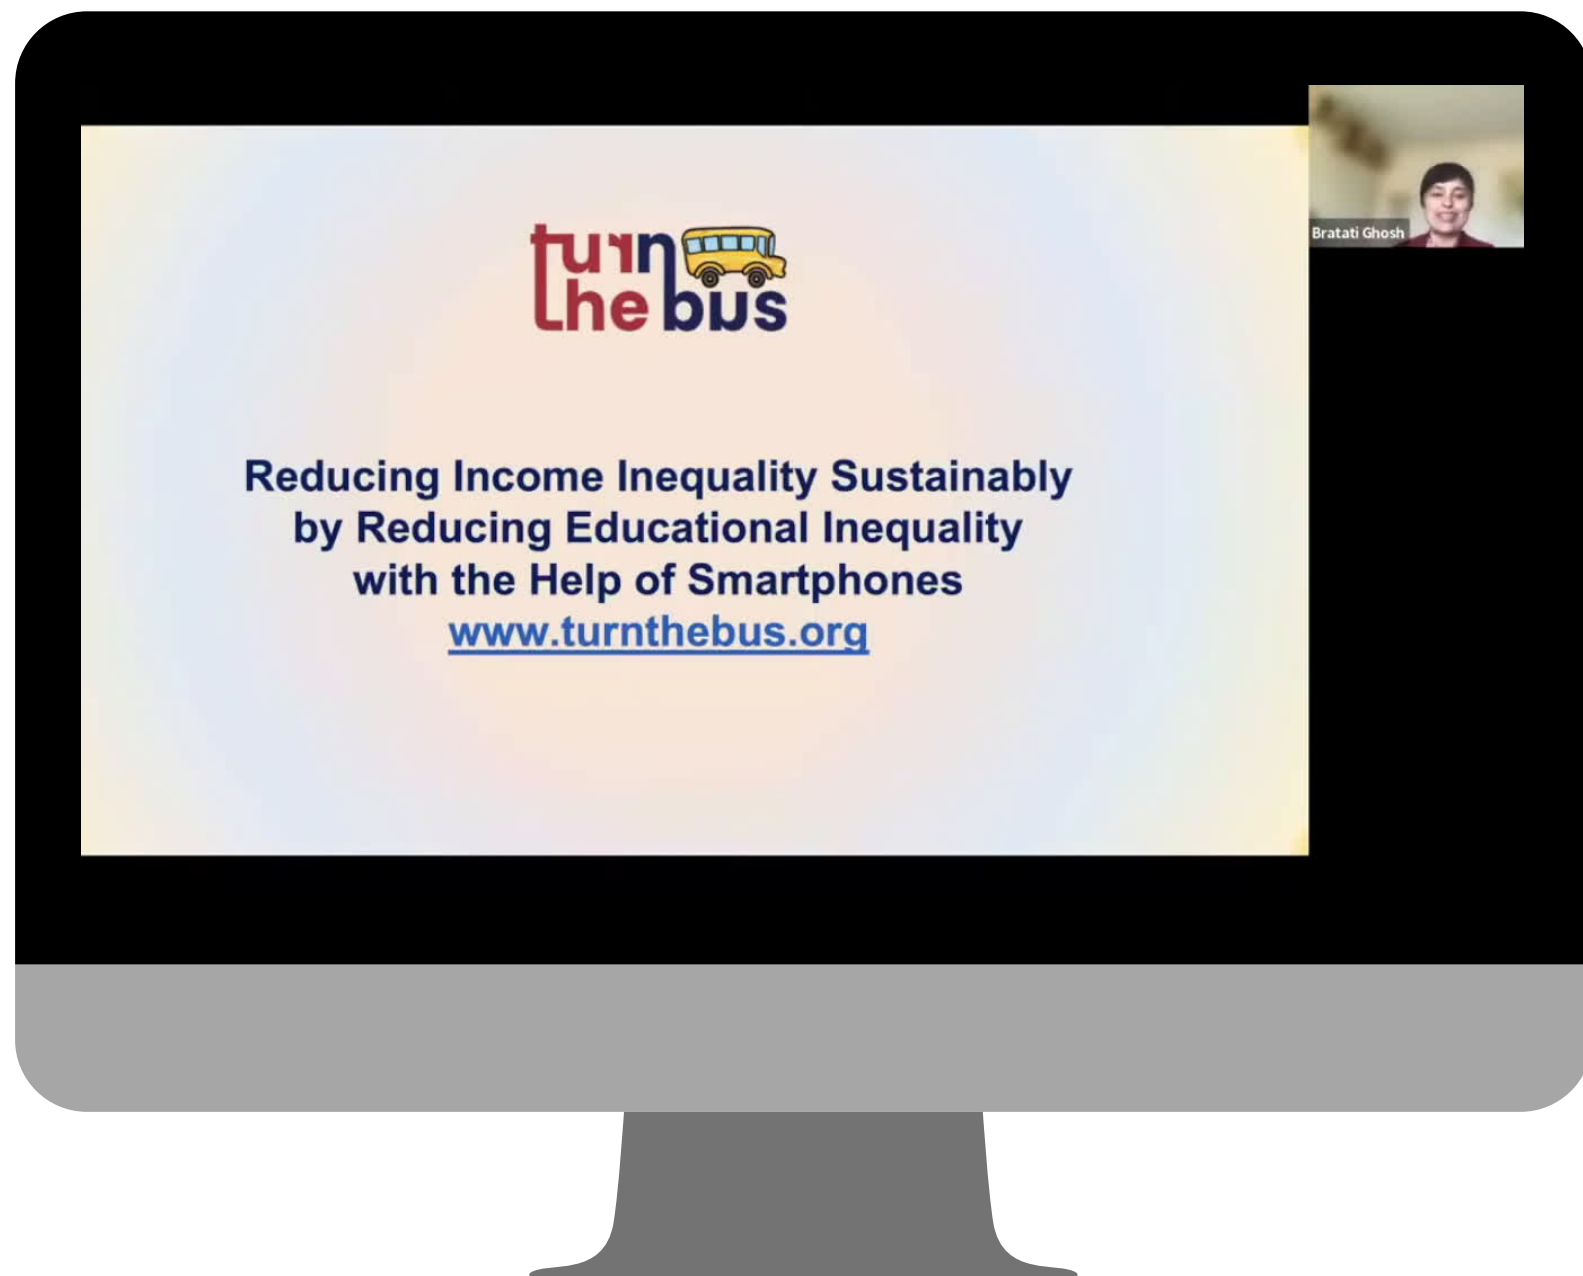 turn
the bus
Bratati Ghosh
Reducing Income Inequality Sustainably
by Reducing Educational Inequality
with the Help of Smartphones
www.turnthebus.org